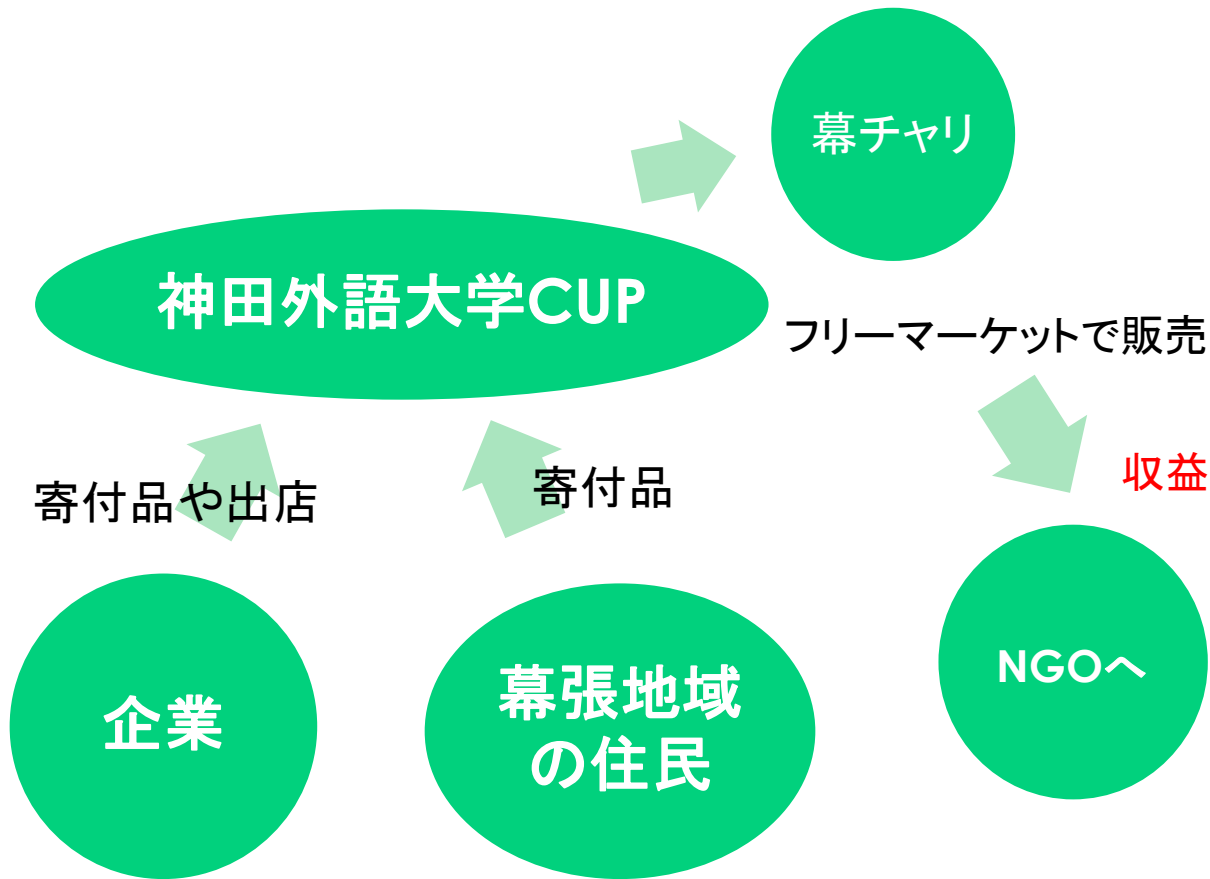 幕チャリ
神田外語大学CUP
フリーマーケットで販売
収益
寄付品や出店
寄付品
企業
幕張地域
の住民
NGOへ